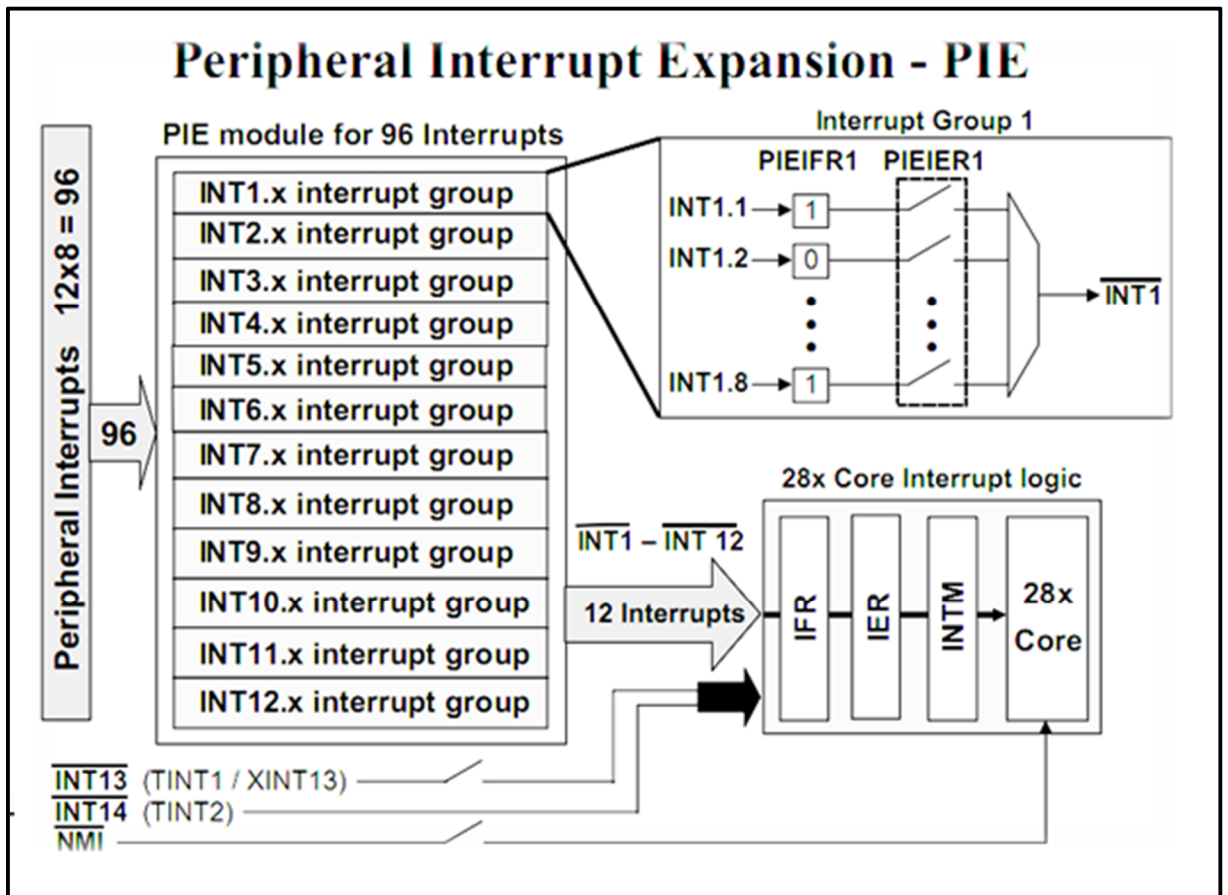 Peripheral Interrupt Expansion - PIE
Peripheral Interrupts 12x8 = 96
96
PIE module for 96 Interrupts
INT1.x interrupt group
INT2.x interrupt group
INT3.x interrupt group
INT4.x interrupt group
INT5.x interrupt group
INT6.x interrupt group
INT7.x interrupt group
INT8.x interrupt group
INT9.x interrupt group
INT10.x interrupt group
INT11.x interrupt group
INT12.x interrupt group
Interrupt Group 1
PIEIFR1 PIEIER1
INT1.1 1
INT1.2 0
INT1.8 1
INT1
INT1 – INT 12
12 Interrupts
28x Core Interrupt logic
IFR
IER
INTM
28x
Core
INT13 (TINT1 / XINT13)
INT14 (TINT2)
NMI